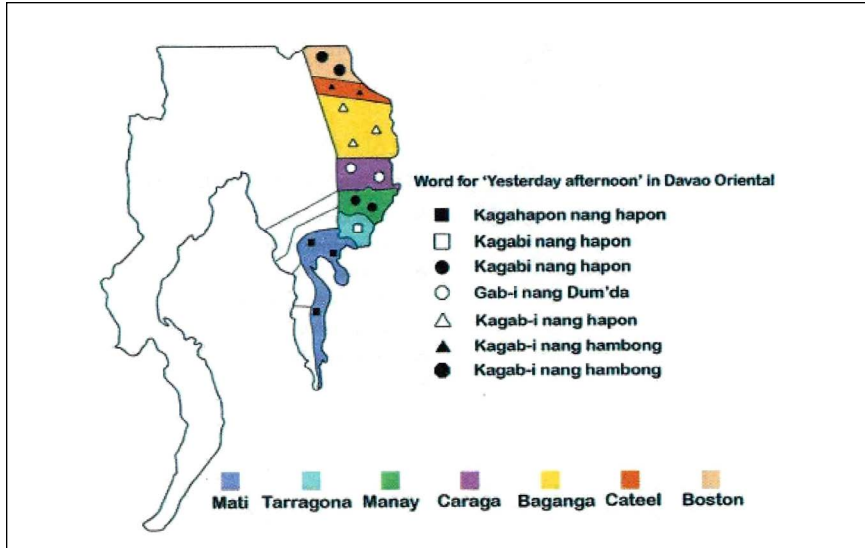 Word for 'Yesterday afternoon' in Davao Oriental
Kagahapon nang hapon
Kagabi nang hapon
Kagabi nang hapon
Gab-i nang Dum'da
Kagab-i nang hapon
Kagab-i nang hambong
Kagab-i nang hambong
Mati Tarragona Manay Caraga Baganga Cateel Boston